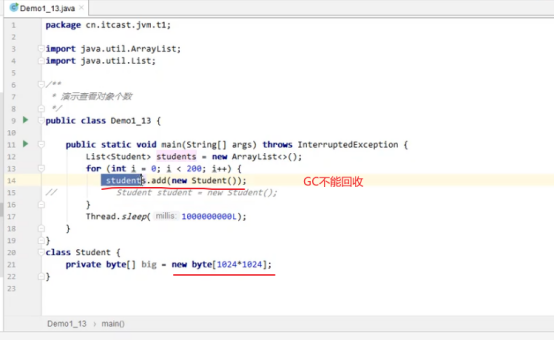 Demo1_13.java
1 package cn.itcast.jvm.t1;
2
3 import java.util.ArrayList;
4 import java.util.List;
5
6 /**
7 * 演示查看对象个数
8 */
9 public class Demo1_13 {
10
11 public static void main(String[] args) throws InterruptedException {
12 List<Student> students = new ArrayList<>();
13 for (int i = 0; i < 200; i++) {
14 students.add(new Student()); GC不能回收
15 // Student student = new Student();
16 }
17 Thread.sleep( millis: 1000000000L);
18 }
19 }
20 class Student {
21 private byte[] big = new byte[1024*1024];
22 }
23
Demo1_13 › main()